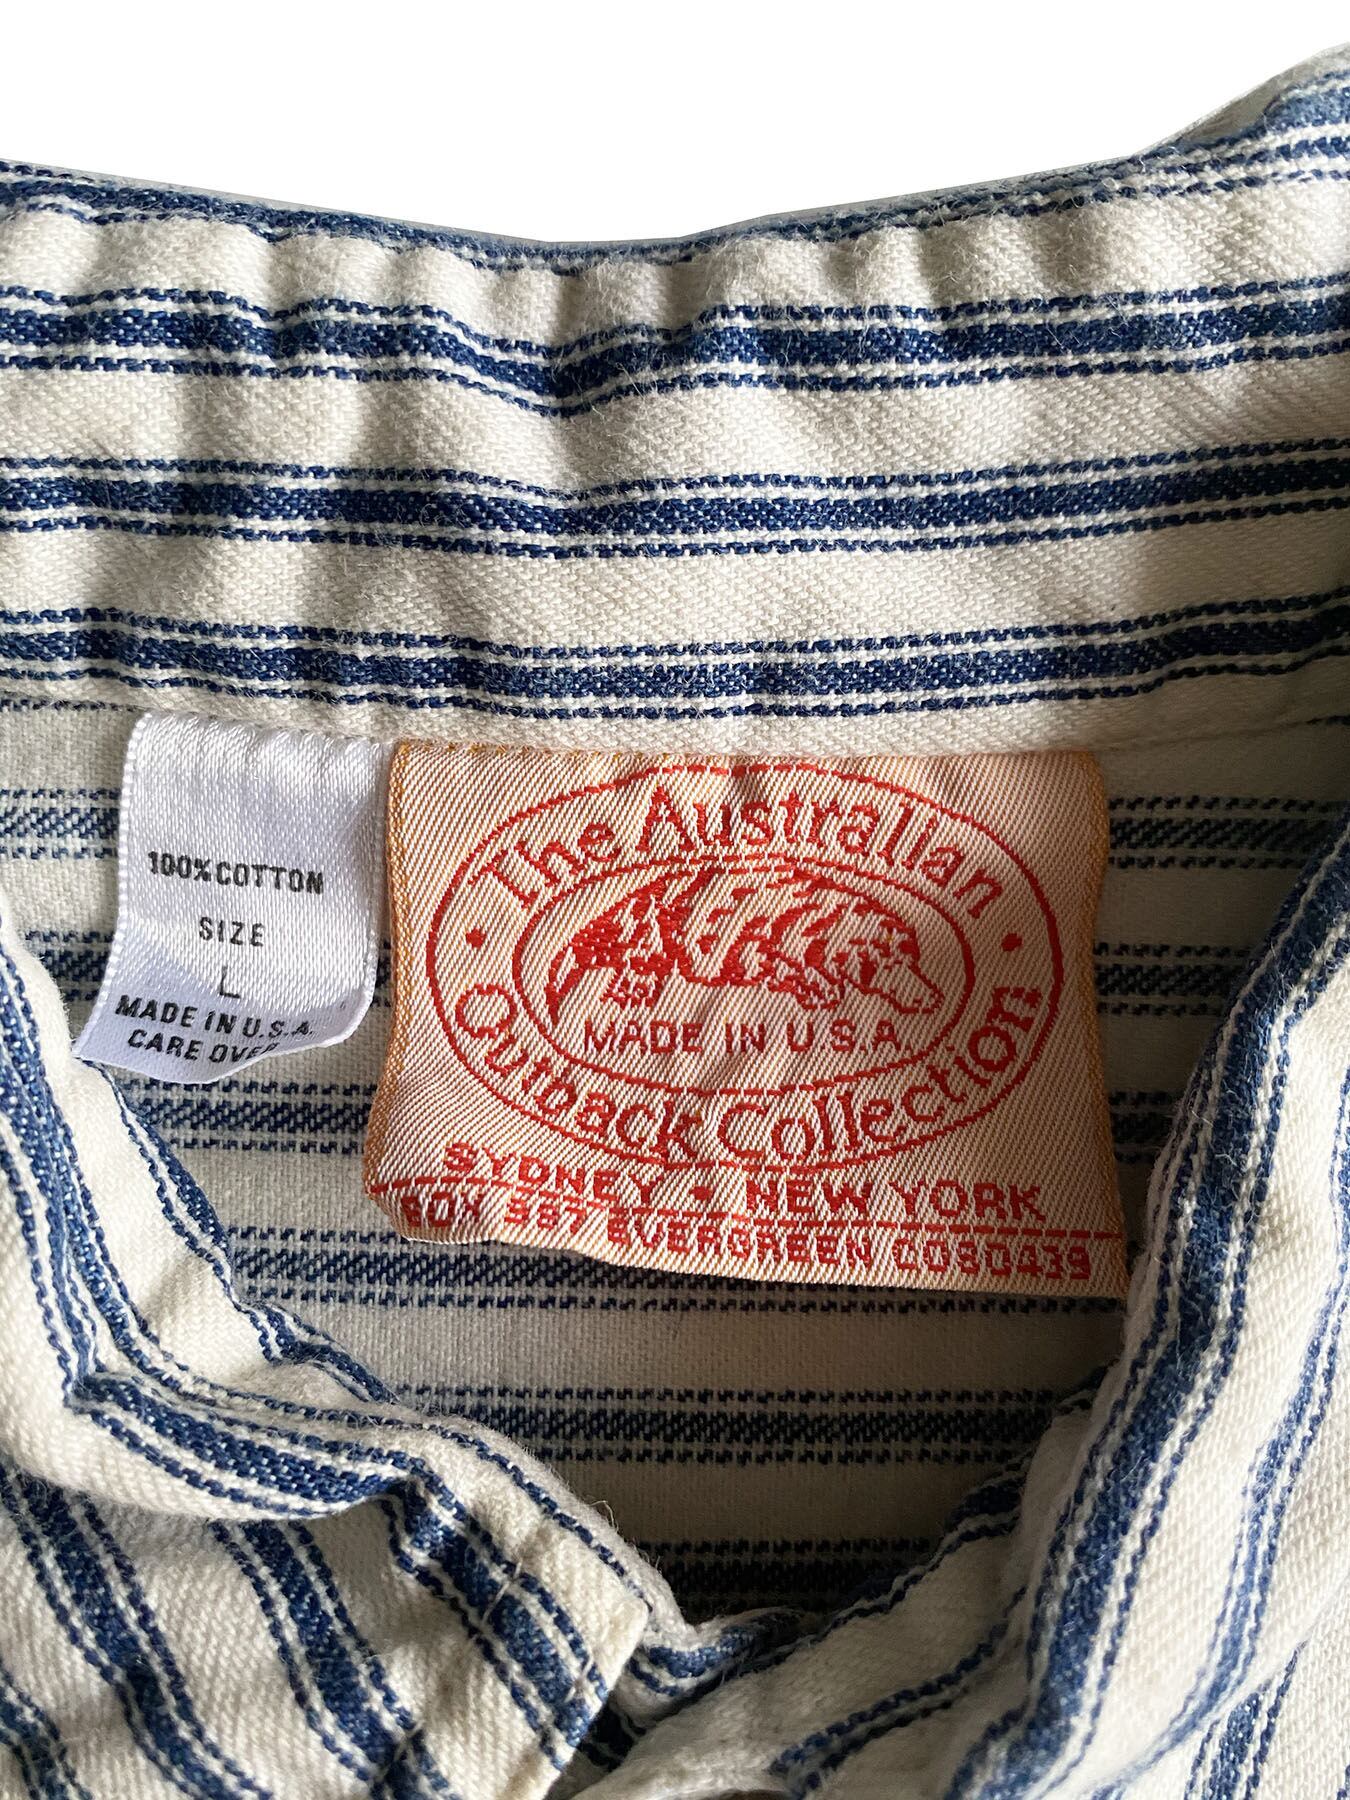 100% COTTON
SIZE
L
MADE IN U.S.A.
CARE OVER
The Australian
MADE IN U.S.A.
Outback Collection
SYDNEY • NEW YORK
BOX 387 EVERGREEN CO80439